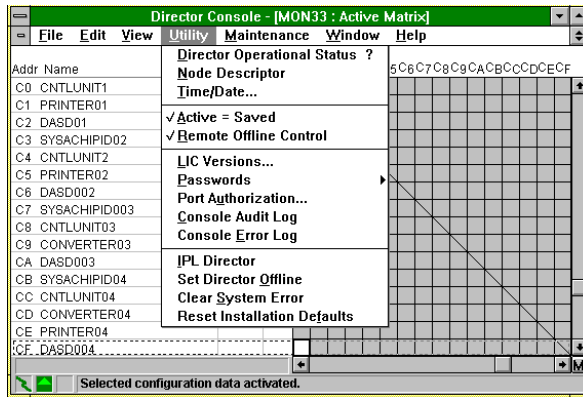 Director Console - [MON33 : Active Matrix]
File Edit View Utility Maintenance Window Help
Director Operational Status ?
Node Descriptor
Time/Date...
✓Active = Saved
✓Remote Offline Control
LIC Versions...
Passwords
Port Authorization...
Console Audit Log
Console Error Log
IPL Director
Set Director Offline
Clear System Error
Reset Installation Defaults
Addr Name
5C6C7C8C9CACBCCCDCECF
C0 CNTLUNIT1
C1 PRINTER01
C2 DASD01
C3 SYSACHIPID02
C4 CNTLUNIT2
C5 PRINTER02
C6 DASD002
C7 SYSACHIPID003
C8 CNTLUNIT03
C9 CONVERTER03
CA DASD003
CB SYSACHIPID04
CC CNTLUNIT04
CD CONVERTER04
CE PRINTER04
CF DASD004
M
Selected configuration data activated.